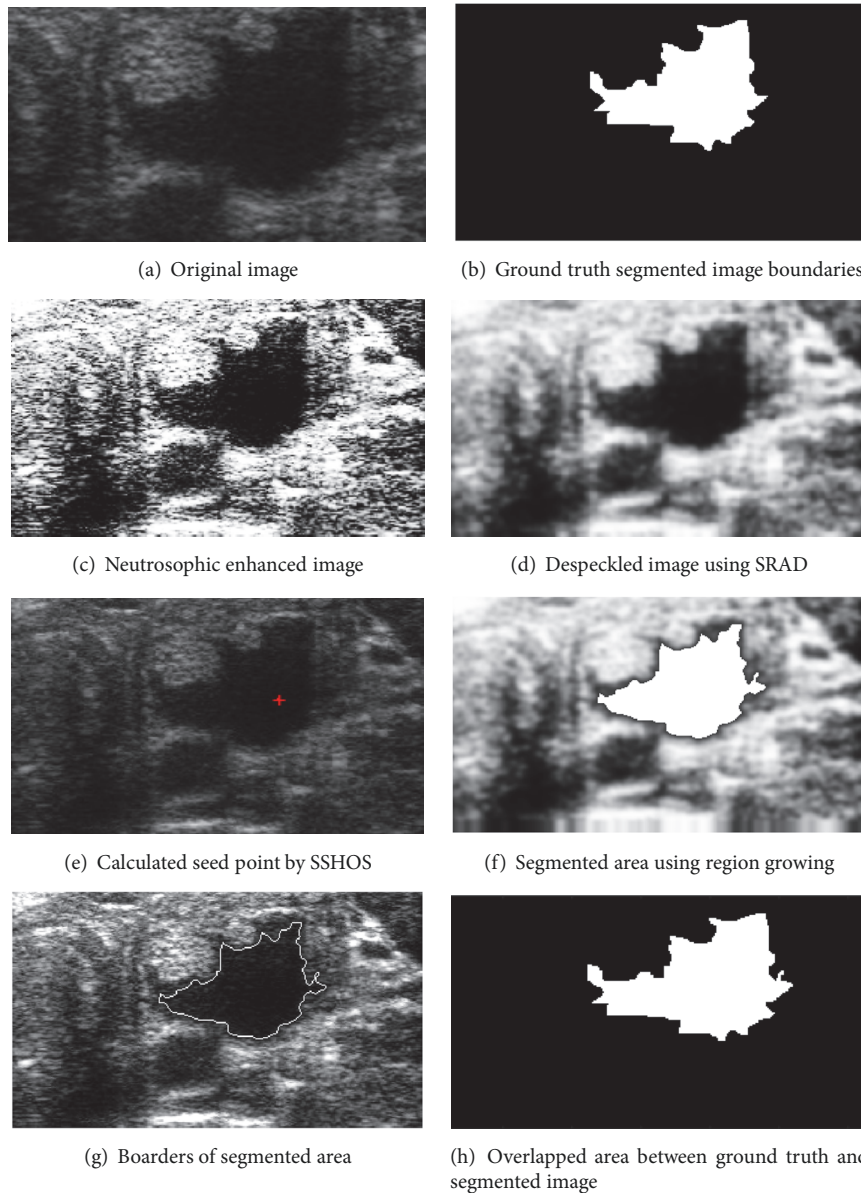 (a) Original image
(b) Ground truth segmented image boundaries
(c) Neutrosophic enhanced image
(d) Despeckled image using SRAD
(e) Calculated seed point by SSHOS
(f) Segmented area using region growing
(g) Boarders of segmented area
(h) Overlapped area between ground truth and
segmented image